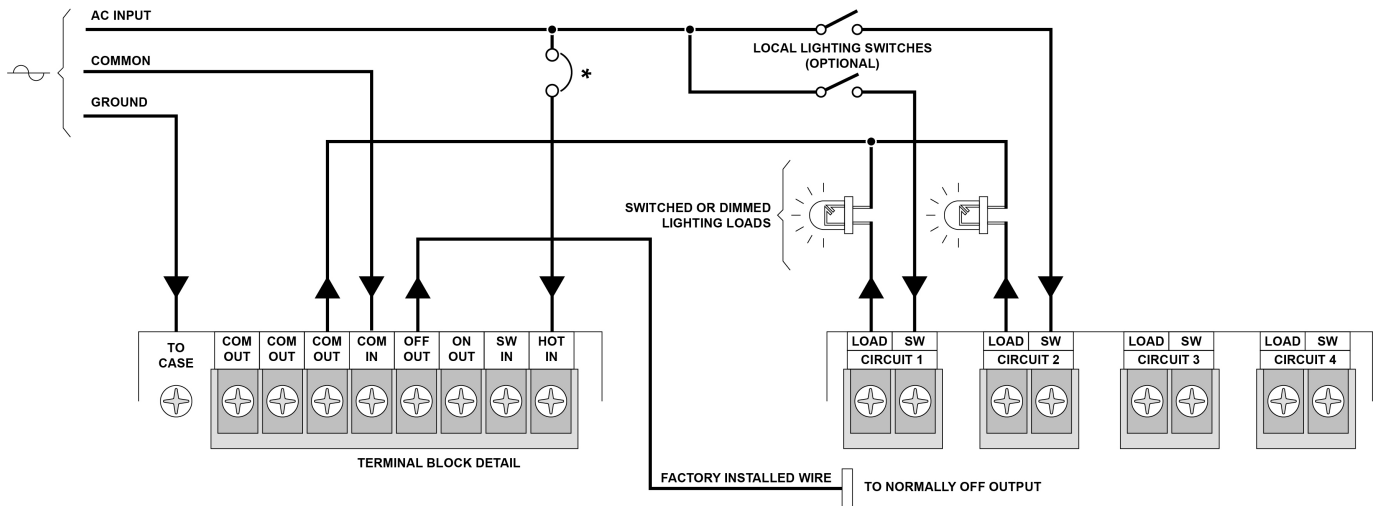 AC INPUT
COMMON
GROUND
*
LOCAL LIGHTING SWITCHES
(OPTIONAL)
SWITCHED OR DIMMED
LIGHTING LOADS
TO
CASE
COM
OUT
COM
OUT
COM
OUT
COM
IN
OFF
OUT
ON
OUT
SW
IN
HOT
IN
LOAD SW
CIRCUIT 1
LOAD SW
CIRCUIT 2
LOAD SW
CIRCUIT 3
LOAD SW
CIRCUIT 4
TERMINAL BLOCK DETAIL
FACTORY INSTALLED WIRE
TO NORMALLY OFF OUTPUT